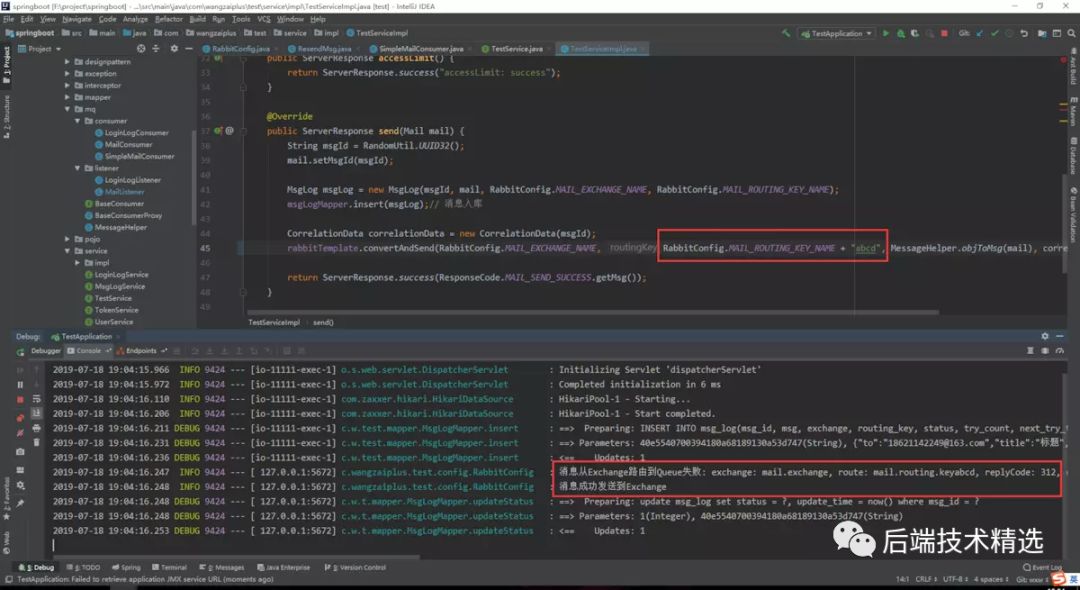 springboot [F:\project\springboot] - ...\src\main\java\com\wangzaiplus\test\service\impl\TestServiceImpl.java [test] - IntelliJ IDEA
File Edit View Navigate Code Analyze Refactor Build Run Tools VCS Window Help
springboot src main java com wangzaiplus test service impl TestServiceImpl TestApplication Git:
Project RabbitConfig.java ResendMsg.java SimpleMailConsumer.java TestService.java TestServiceImpl.java
designpattern
exception
interceptor
mapper
mq
consumer
LoginLogConsumer
MailConsumer
SimpleMailConsumer
listener
LoginLogListener
MailListener
BaseConsumer
BaseConsumerProxy
MessageHelper
pojo
service
impl
LoginLogService
MsgLogService
TestService
TokenService
UserService
1: Project
7: Structure
2: Favorites
Web
Ant Build
Maven
Database
Bean Validation
32 public ServerResponse accessLimit() {
33 return ServerResponse.success("accessLimit: success");
34 }
35
36 @Override
37 public ServerResponse send(Mail mail) {
38 String msgId = RandomUtil.UUID32();
39 mail.setMsgId(msgId);
40
41 MsgLog msgLog = new MsgLog(msgId, mail, RabbitConfig.MAIL_EXCHANGE_NAME, RabbitConfig.MAIL_ROUTING_KEY_NAME);
42 msgLogMapper.insert(msgLog);// 消息入库
43
44 CorrelationData correlationData = new CorrelationData(msgId);
45 rabbitTemplate.convertAndSend(RabbitConfig.MAIL_EXCHANGE_NAME, routingKey RabbitConfig.MAIL_ROUTING_KEY_NAME + "abcd", MessageHelper.objToMsg(mail), corre
46
47 return ServerResponse.success(ResponseCode.MAIL_SEND_SUCCESS.getMsg());
48 }
49
TestServiceImpl send()
Debug: TestApplication
Debugger Console Endpoints
2019-07-18 19:04:15.966 INFO 9424 --- [io-11111-exec-1] o.s.web.servlet.DispatcherServlet : Initializing Servlet 'dispatcherServlet'
2019-07-18 19:04:15.972 INFO 9424 --- [io-11111-exec-1] o.s.web.servlet.DispatcherServlet : Completed initialization in 6 ms
2019-07-18 19:04:16.110 INFO 9424 --- [io-11111-exec-1] com.zaxxer.hikari.HikariDataSource : HikariPool-1 - Starting...
2019-07-18 19:04:16.206 INFO 9424 --- [io-11111-exec-1] com.zaxxer.hikari.HikariDataSource : HikariPool-1 - Start completed.
2019-07-18 19:04:16.211 DEBUG 9424 --- [io-11111-exec-1] c.w.test.mapper.MsgLogMapper.insert : ==> Preparing: INSERT INTO msg_log(msg_id, msg, exchange, routing_key, status, try_count, next_try_
2019-07-18 19:04:16.231 DEBUG 9424 --- [io-11111-exec-1] c.w.test.mapper.MsgLogMapper.insert : ==> Parameters: 40e5540700394180a68189130a53d747(String), {"to":"18621142249@163.com","title":"标题"
2019-07-18 19:04:16.236 DEBUG 9424 --- [io-11111-exec-1] c.w.test.mapper.MsgLogMapper.insert : <== Updates: 1
2019-07-18 19:04:16.247 INFO 9424 --- [ 127.0.0.1:5672] c.wangzaiplus.test.config.RabbitConfig : 消息从Exchange路由到Queue失败: exchange: mail.exchange, route: mail.routing.keyabcd, replyCode: 312,
2019-07-18 19:04:16.248 INFO 9424 --- [ 127.0.0.1:5672] c.wangzaiplus.test.config.RabbitConfig : 消息成功发送到Exchange
2019-07-18 19:04:16.248 DEBUG 9424 --- [ 127.0.0.1:5672] c.w.t.mapper.MsgLogMapper.updateStatus : ==> Preparing: update msg_log set status = ?, update_time = now() where msg_id = ?
2019-07-18 19:04:16.248 DEBUG 9424 --- [ 127.0.0.1:5672] c.w.t.mapper.MsgLogMapper.updateStatus : ==> Parameters: 1(Integer), 40e5540700394180a68189130a53d747(String)
2019-07-18 19:04:16.253 DEBUG 9424 --- [ 127.0.0.1:5672] c.w.t.mapper.MsgLogMapper.updateStatus : <== Updates: 1
后端技术精选
5: Debug 6: TODO Spring Terminal 0: Messages Java Enterprise 9: Version Control Event Log
TestApplication: Failed to retrieve application JMX service URL (moments ago) 14:1 CRLF UTF-8 4 spaces 英